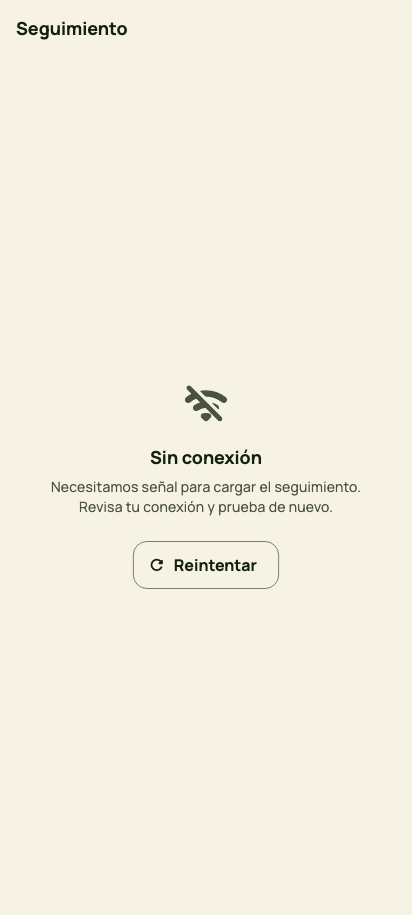 Seguimiento
Sin conexión
Necesitamos señal para cargar el seguimiento.
Revisa tu conexión y prueba de nuevo.
Reintentar